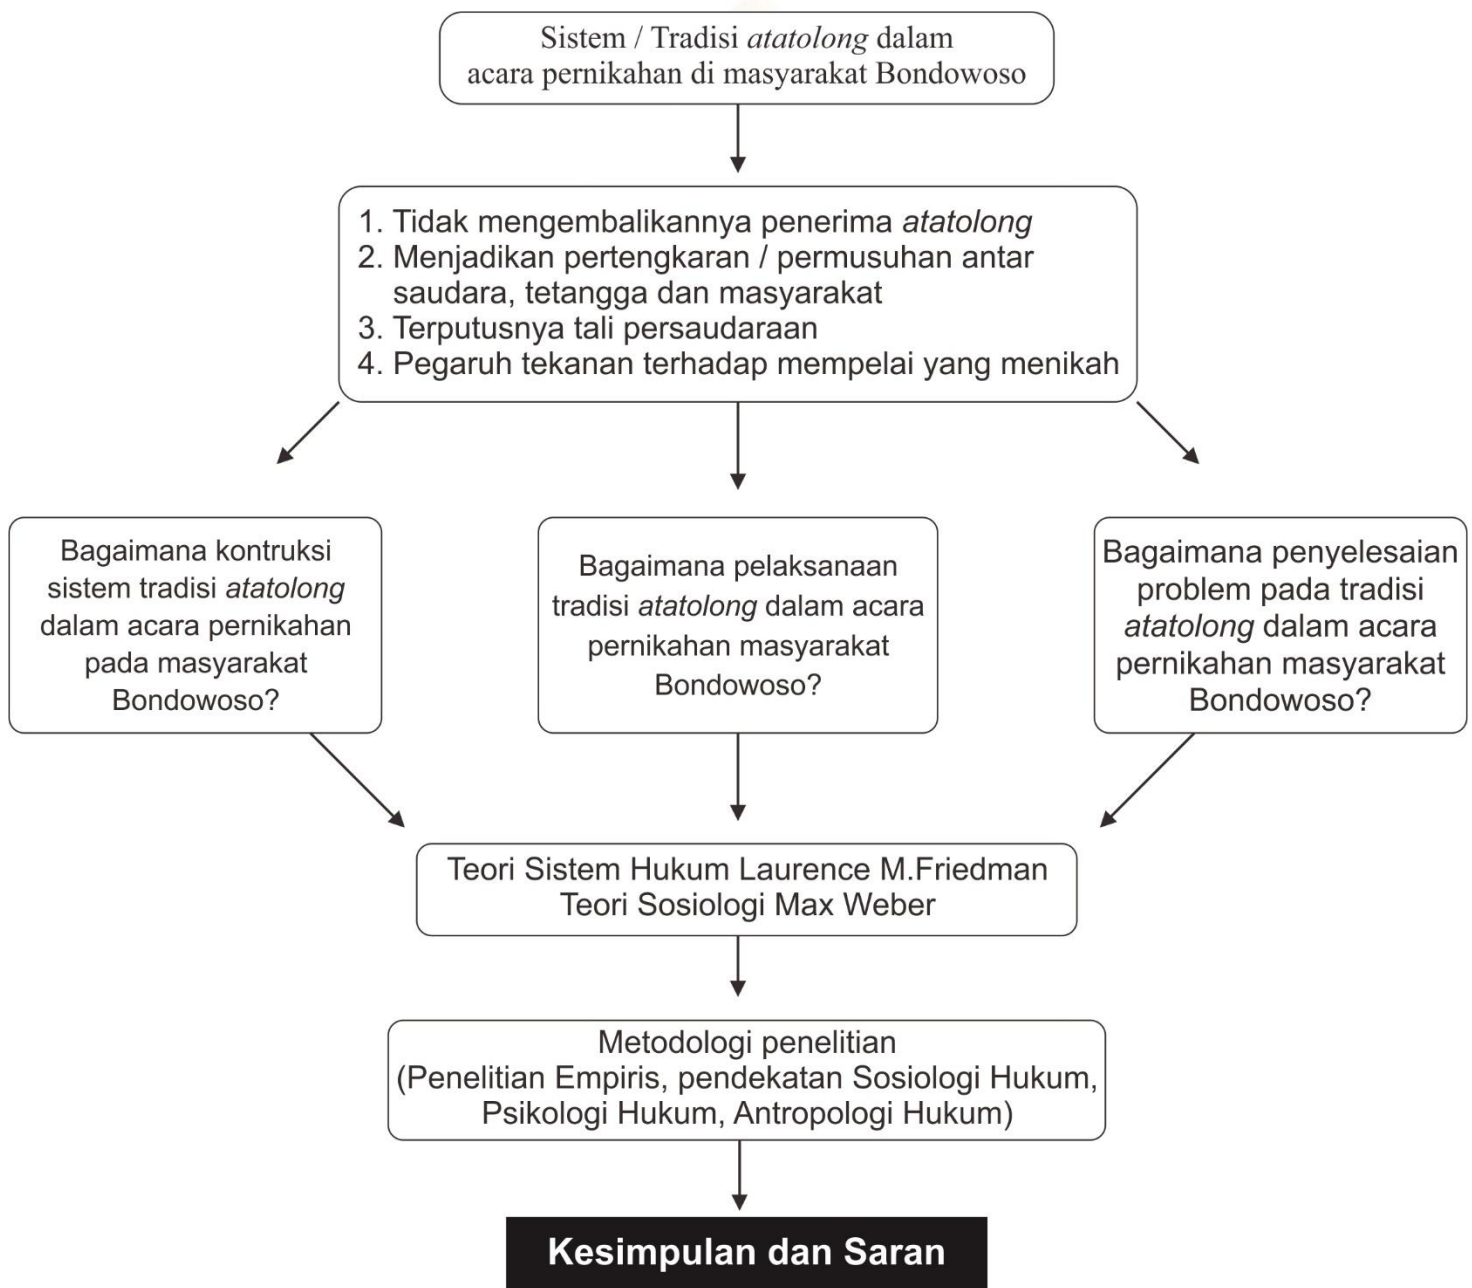 Sistem / Tradisi atatolong dalam
acara pernikahan di masyarakat Bondowoso
1. Tidak mengembalikannya penerima atatolong
2. Menjadikan pertengkaran / permusuhan antar
saudara, tetangga dan masyarakat
3. Terputusnya tali persaudaraan
4. Pegaruh tekanan terhadap mempelai yang menikah
Bagaimana kontruksi
sistem tradisi atatolong
dalam acara pernikahan
pada masyarakat
Bondowoso?
Bagaimana pelaksanaan
tradisi atatolong dalam acara
pernikahan masyarakat
Bondowoso?
Bagaimana penyelesaian
problem pada tradisi
atatolong dalam acara
pernikahan masyarakat
Bondowoso?
Teori Sistem Hukum Laurence M.Friedman
Teori Sosiologi Max Weber
Metodologi penelitian
(Penelitian Empiris, pendekatan Sosiologi Hukum,
Psikologi Hukum, Antropologi Hukum)
Kesimpulan dan Saran